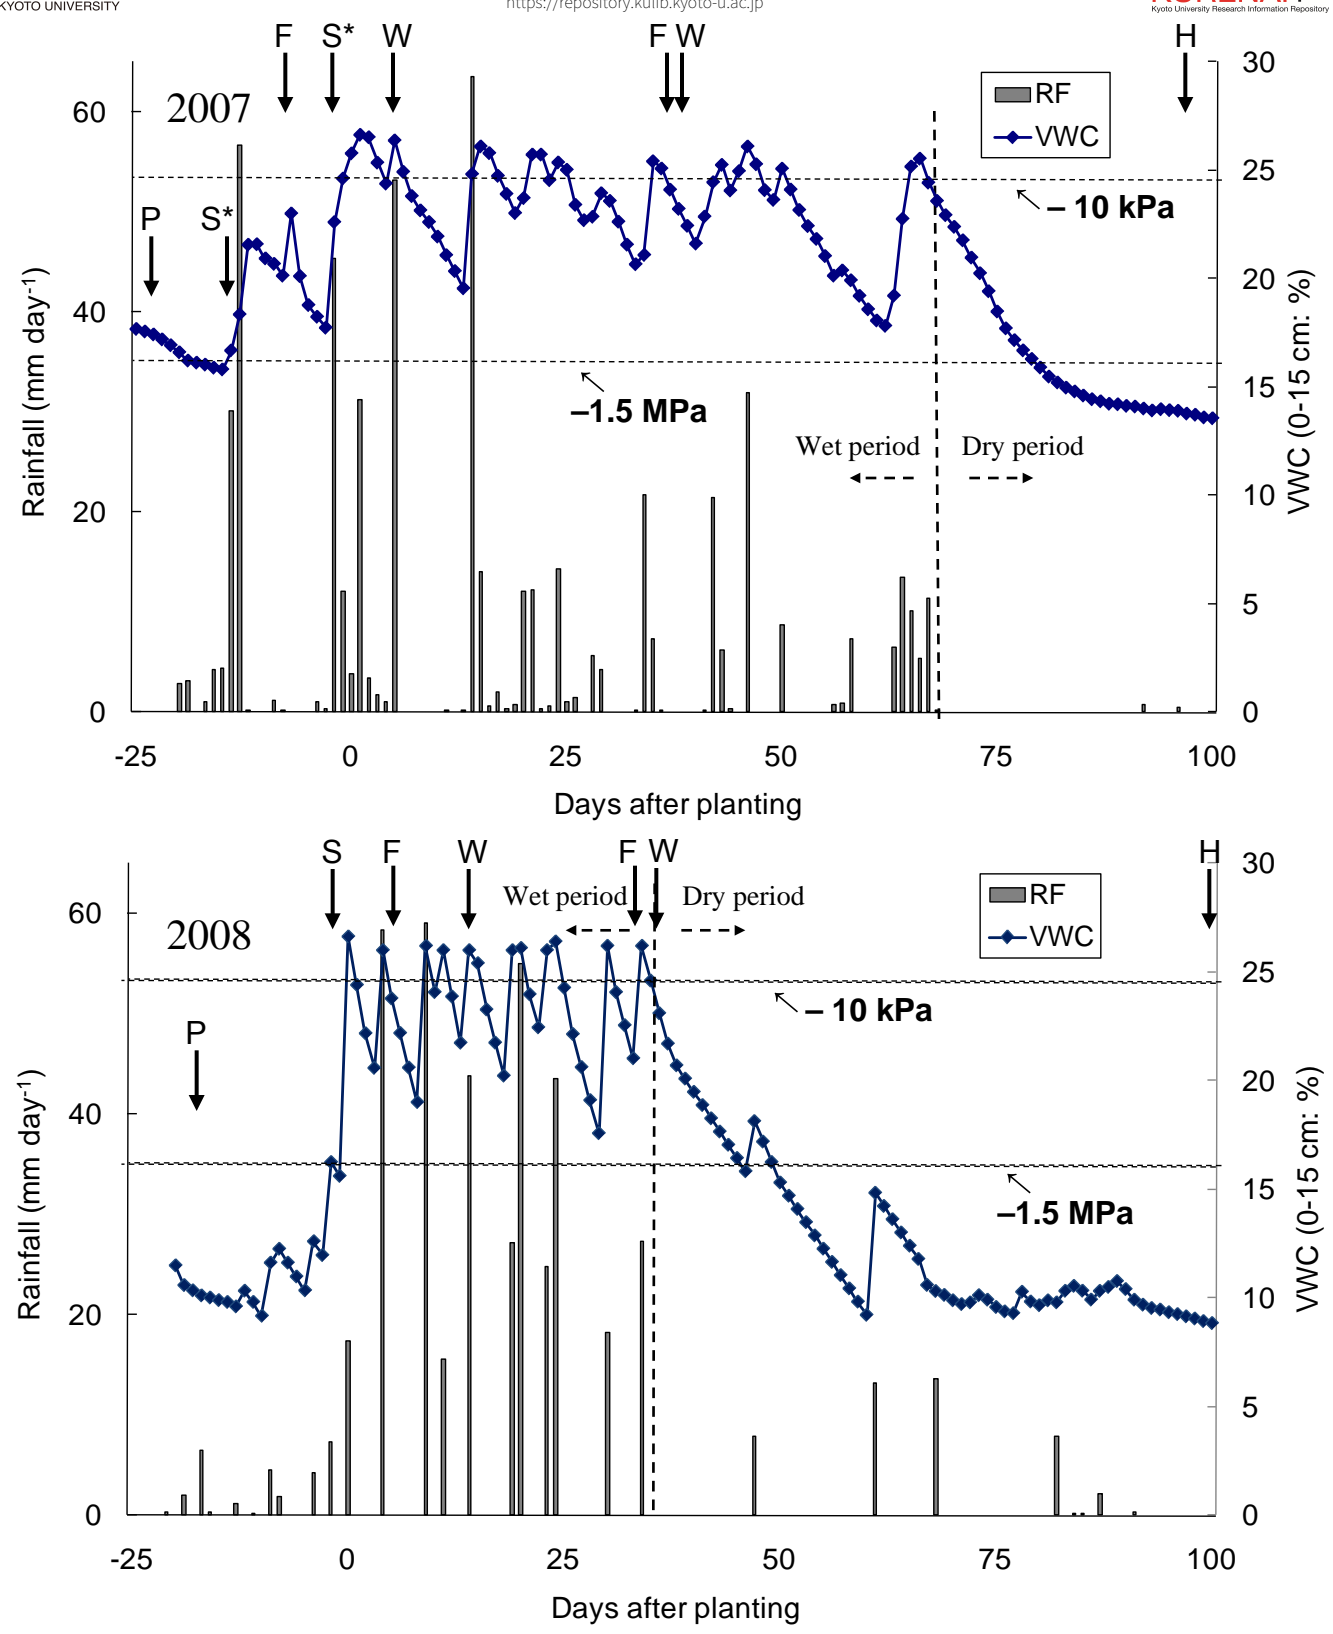 KYOTO UNIVERSITY
https://repository.kulib.kyoto-u.ac.jp
Kyoto University Research Information Repository
F S* W F W H
2007
RF
VWC
P S*
– 10 kPa
–1.5 MPa
Wet period Dry period
Rainfall (mm day-1)
60
40
20
0
VWC (0-15 cm: %)
30
25
20
15
10
5
0
-25 0 25 50 75 100
Days after planting
S F W F W H
2008
Wet period Dry period
RF
VWC
P
– 10 kPa
–1.5 MPa
Rainfall (mm day-1)
60
40
20
0
VWC (0-15 cm: %)
30
25
20
15
10
5
0
-25 0 25 50 75 100
Days after planting